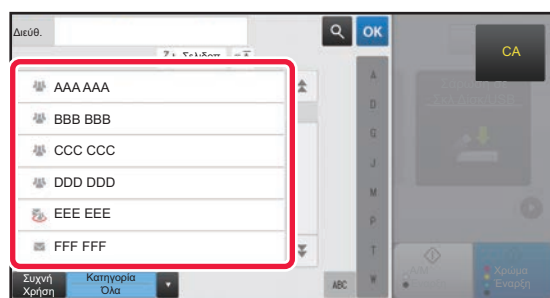 Διεύθ.
OK
CA
AAA AAA
BBB BBB
CCC CCC
DDD DDD
EEE EEE
FFF FFF
A
D
G
J
M
P
T
W
Συχνή
Χρήση
Κατηγορία
Όλα
ABC
Χρώμα
Έναρξη